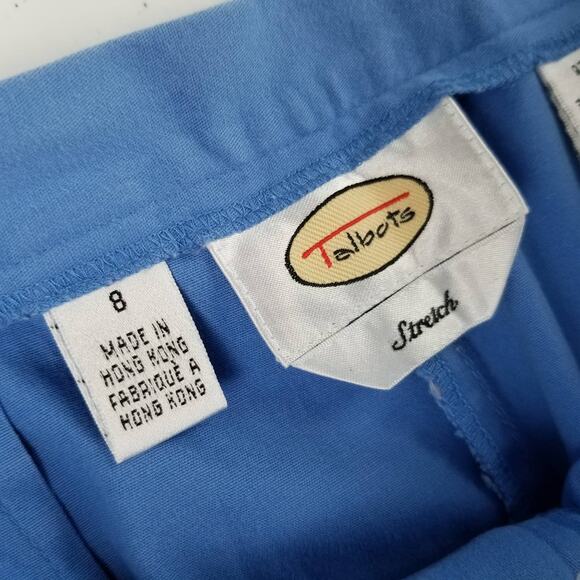 Talbots
Stretch
8
MADE IN
HONG KONG
FABRIQUÉ A
HONG KONG